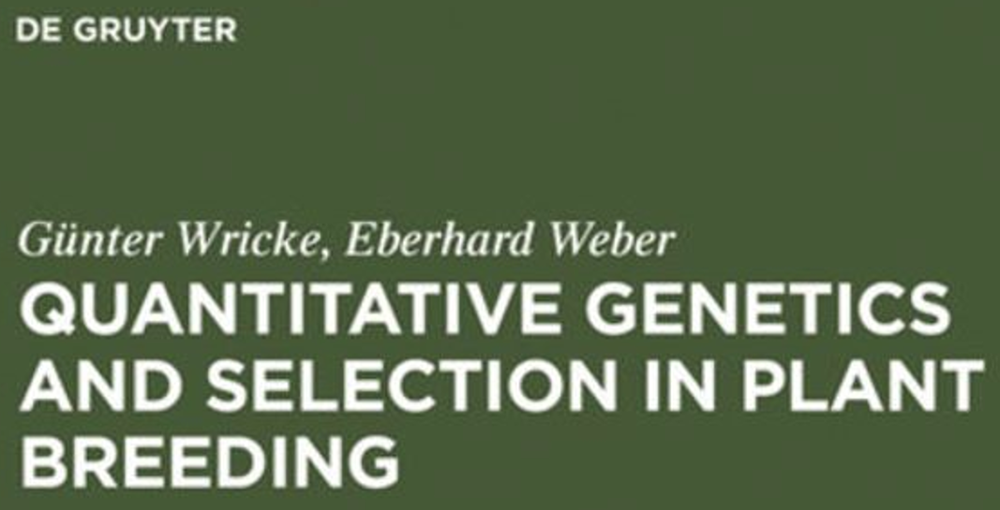 DE GRUYTER
Günter Wricke, Eberhard Weber
QUANTITATIVE GENETICS
AND SELECTION IN PLANT
BREEDING